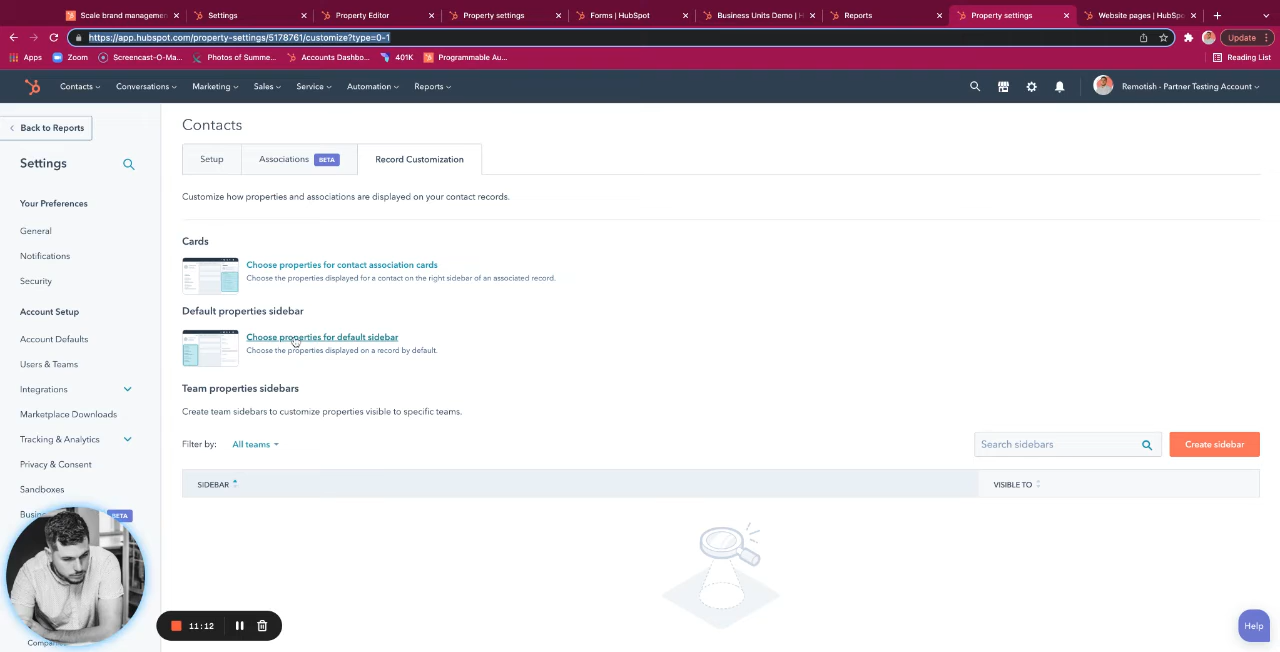 Scale brand managemen
Settings
Property Editor
Property settings
Forms | HubSpot
Business Units Demo | H
Reports
Property settings
Website pages | HubSp
https://app.hubspot.com/property-settings/5178761/customize?type=0-1
Update
Apps
Zoom
Screencast-O-Ma...
Photos of Summe...
Accounts Dashbo...
401K
Programmable Au...
Reading List
Contacts
Conversations
Marketing
Sales
Service
Automation
Reports
Remotish - Partner Testing Account
Back to Reports
Settings
Your Preferences
General
Notifications
Security
Account Setup
Account Defaults
Users & Teams
Integrations
Marketplace Downloads
Tracking & Analytics
Privacy & Consent
Sandboxes
Busin
BETA
Compani
Contacts
Setup
Associations BETA
Record Customization
Customize how properties and associations are displayed on your contact records.
Cards
Choose properties for contact association cards
Choose the properties displayed for a contact on the right sidebar of an associated record.
Default properties sidebar
Choose properties for default sidebar
Choose the properties displayed on a record by default.
Team properties sidebars
Create team sidebars to customize properties visible to specific teams.
Filter by: All teams
Search sidebars
Create sidebar
SIDEBAR
VISIBLE TO
11:12
Help